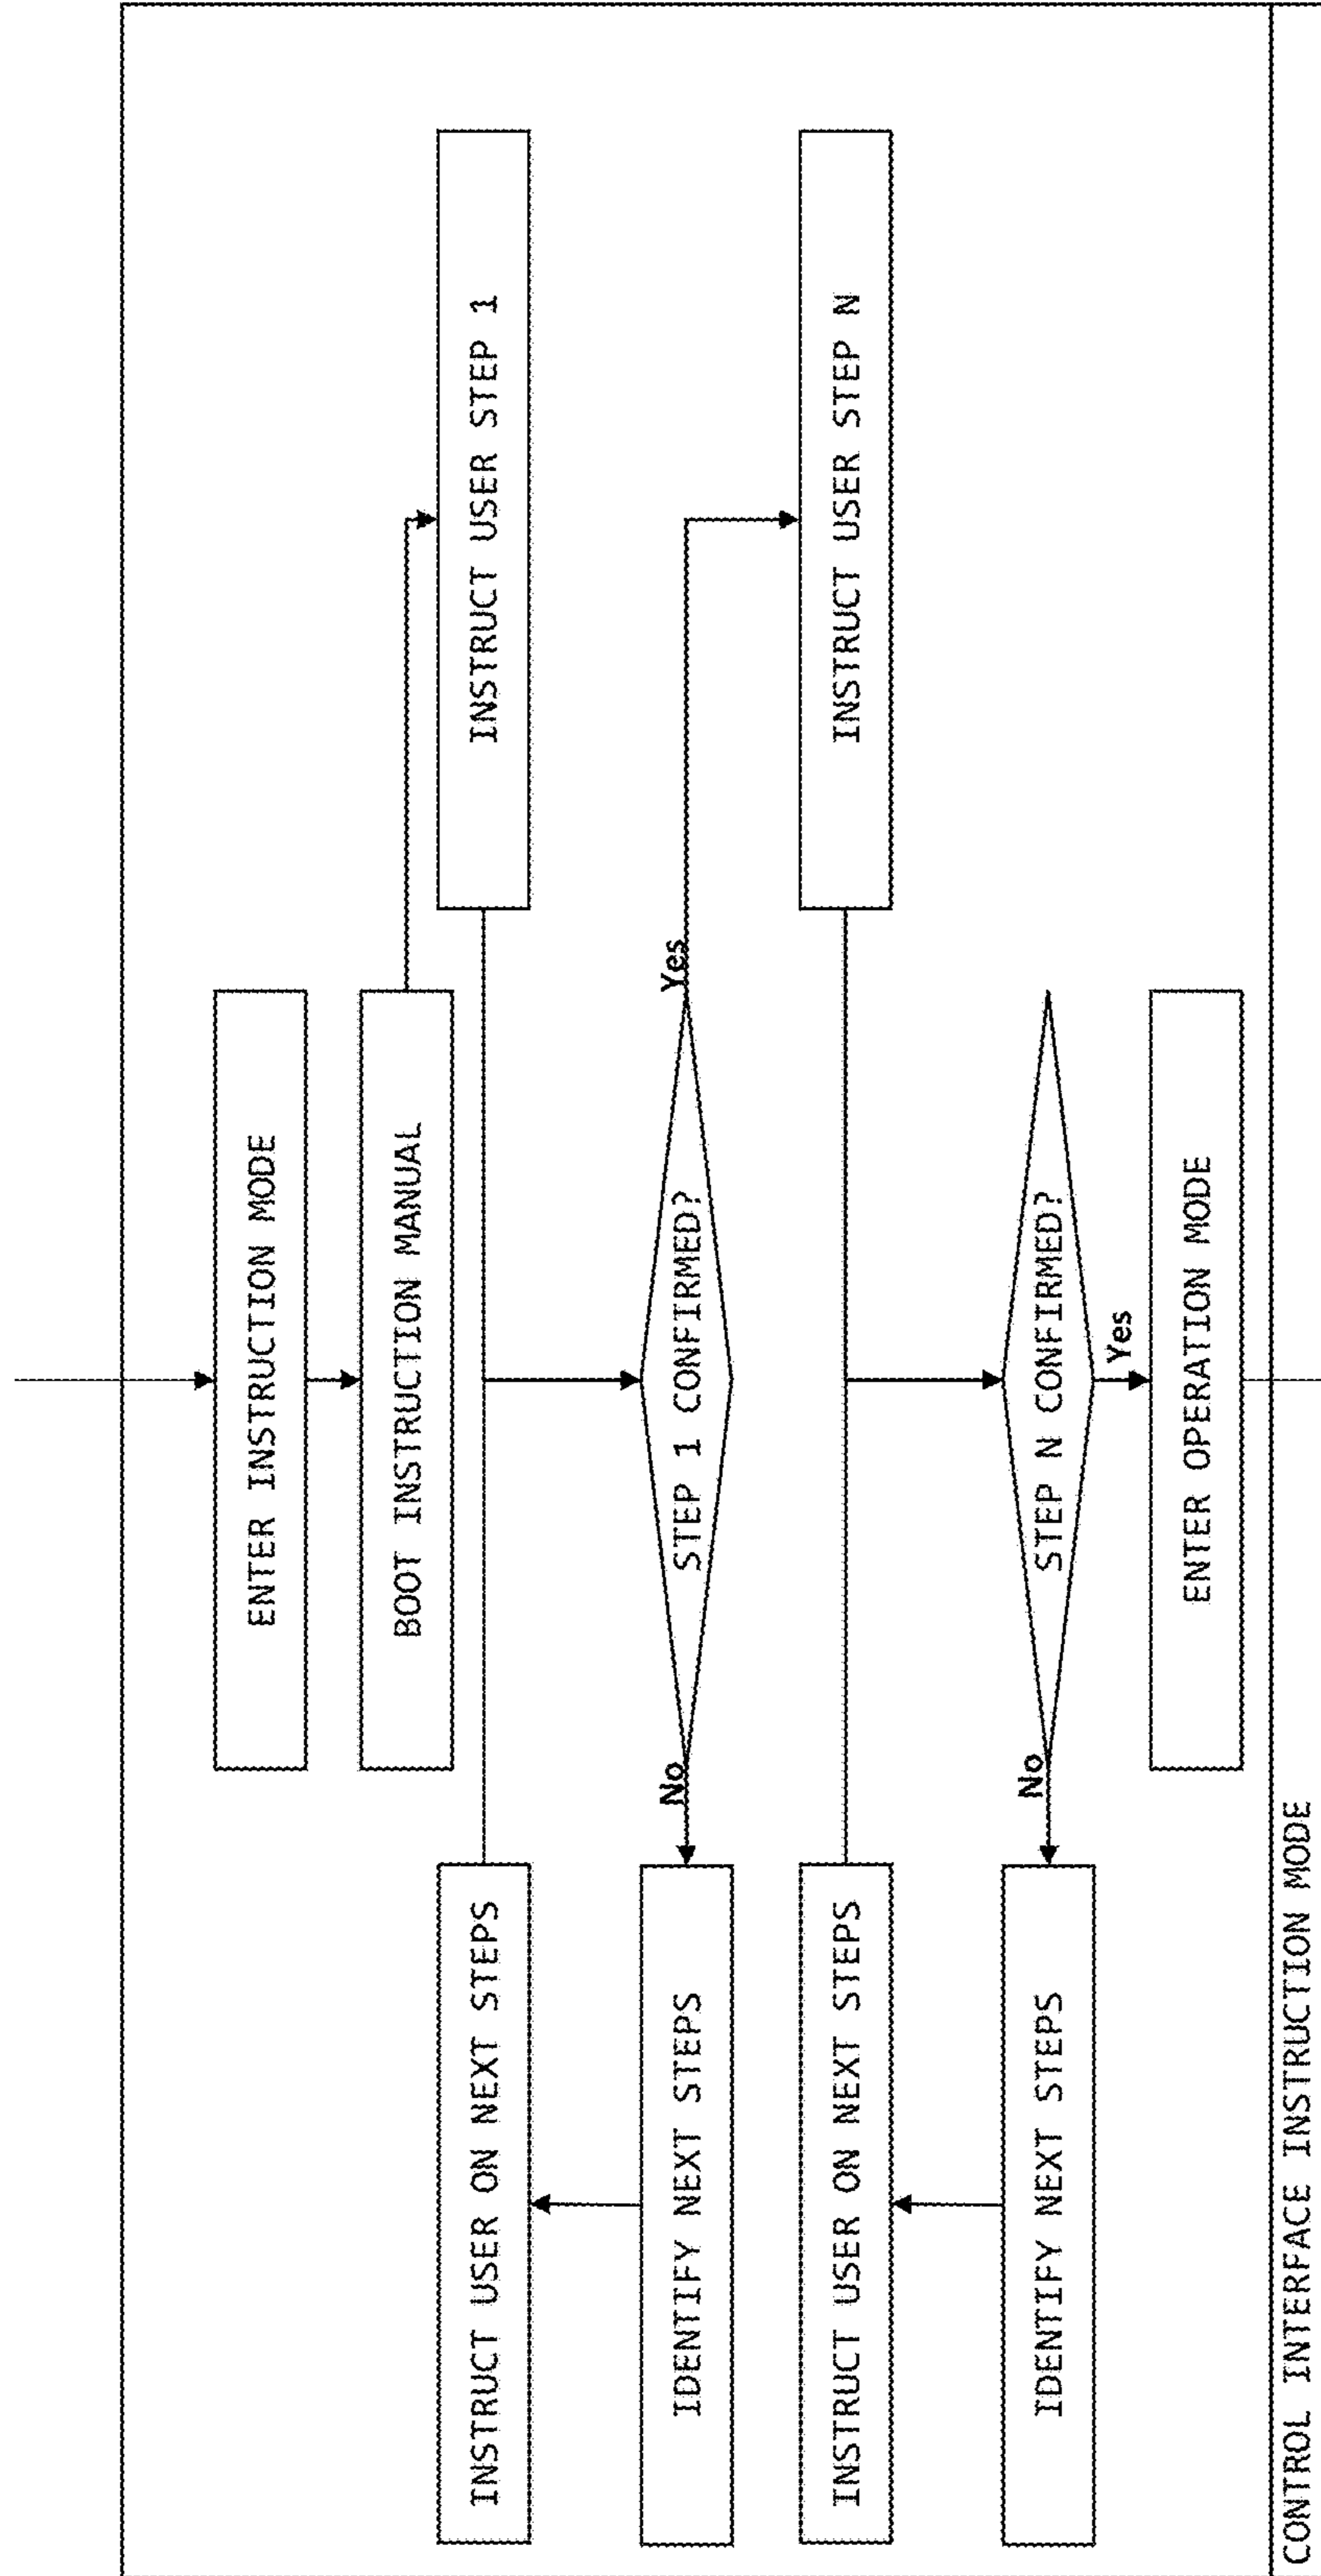 ENTER INSTRUCTION MODE
BOOT INSTRUCTION MANUAL
INSTRUCT USER ON NEXT STEPS
INSTRUCT USER STEP 1
IDENTIFY NEXT STEPS
No
STEP 1 CONFIRMED?
Yes
INSTRUCT USER ON NEXT STEPS
INSTRUCT USER STEP N
IDENTIFY NEXT STEPS
No
STEP N CONFIRMED?
Yes
ENTER OPERATION MODE
CONTROL INTERFACE INSTRUCTION MODE